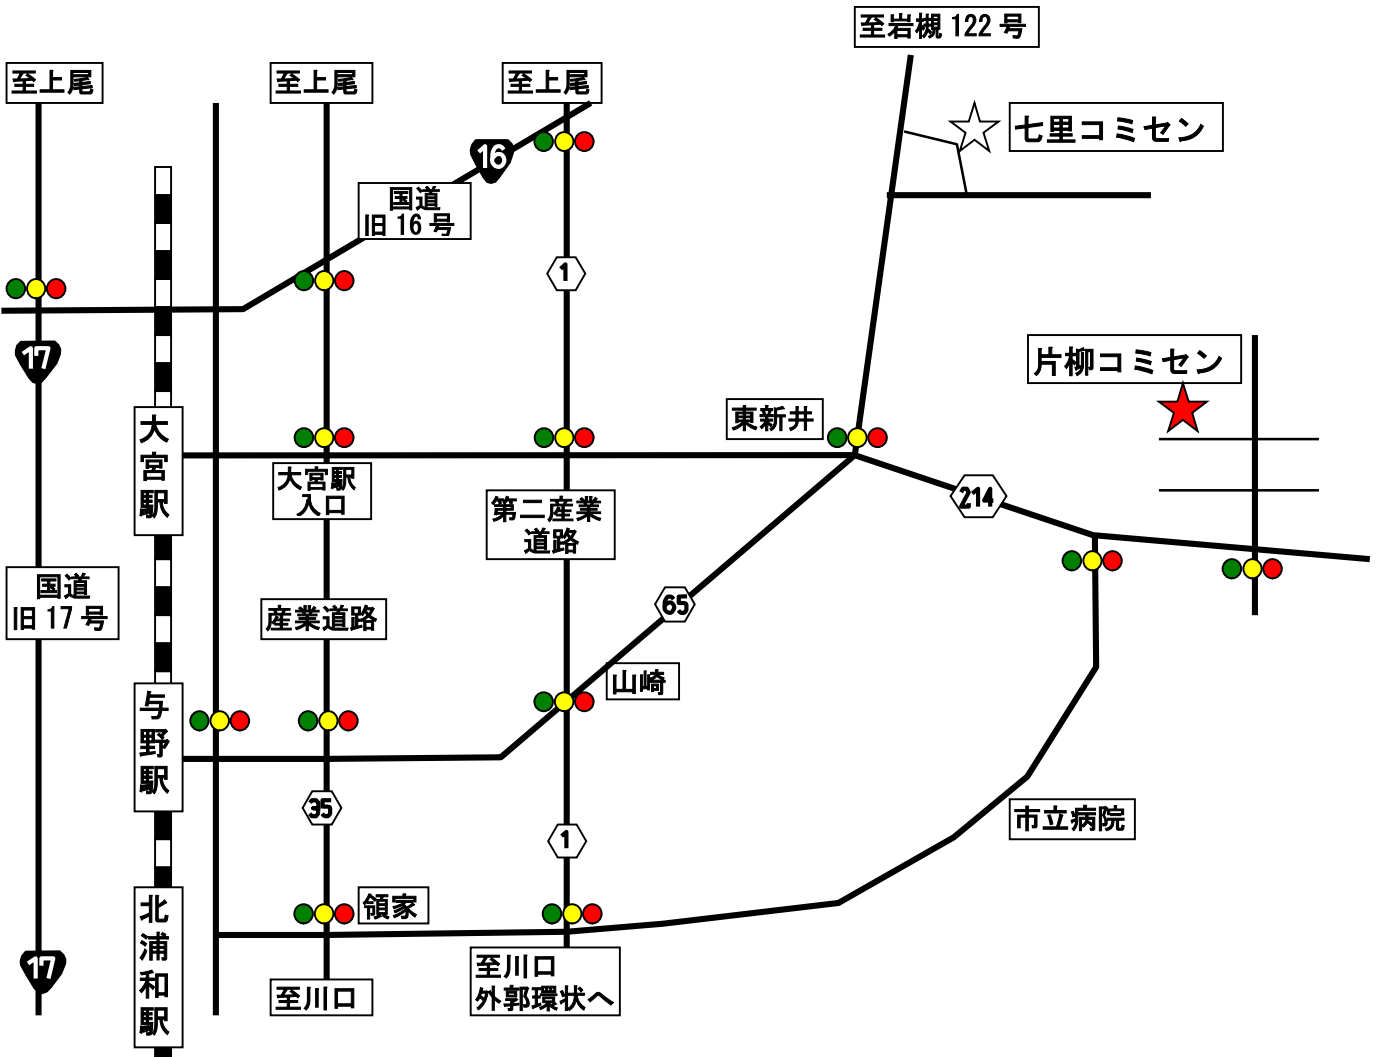 至岩槻 122 号
至上尾
至上尾
至上尾
七里コミセン
16
国道
旧 16 号
1
17
片柳コミセン
東新井
大宮駅
大宮駅
入口
第二産業
道路
214
国道
旧 17 号
産業道路
65
山崎
与野駅
35
1
市立病院
北浦和駅
領家
17
至川口
至川口
外郭環状へ